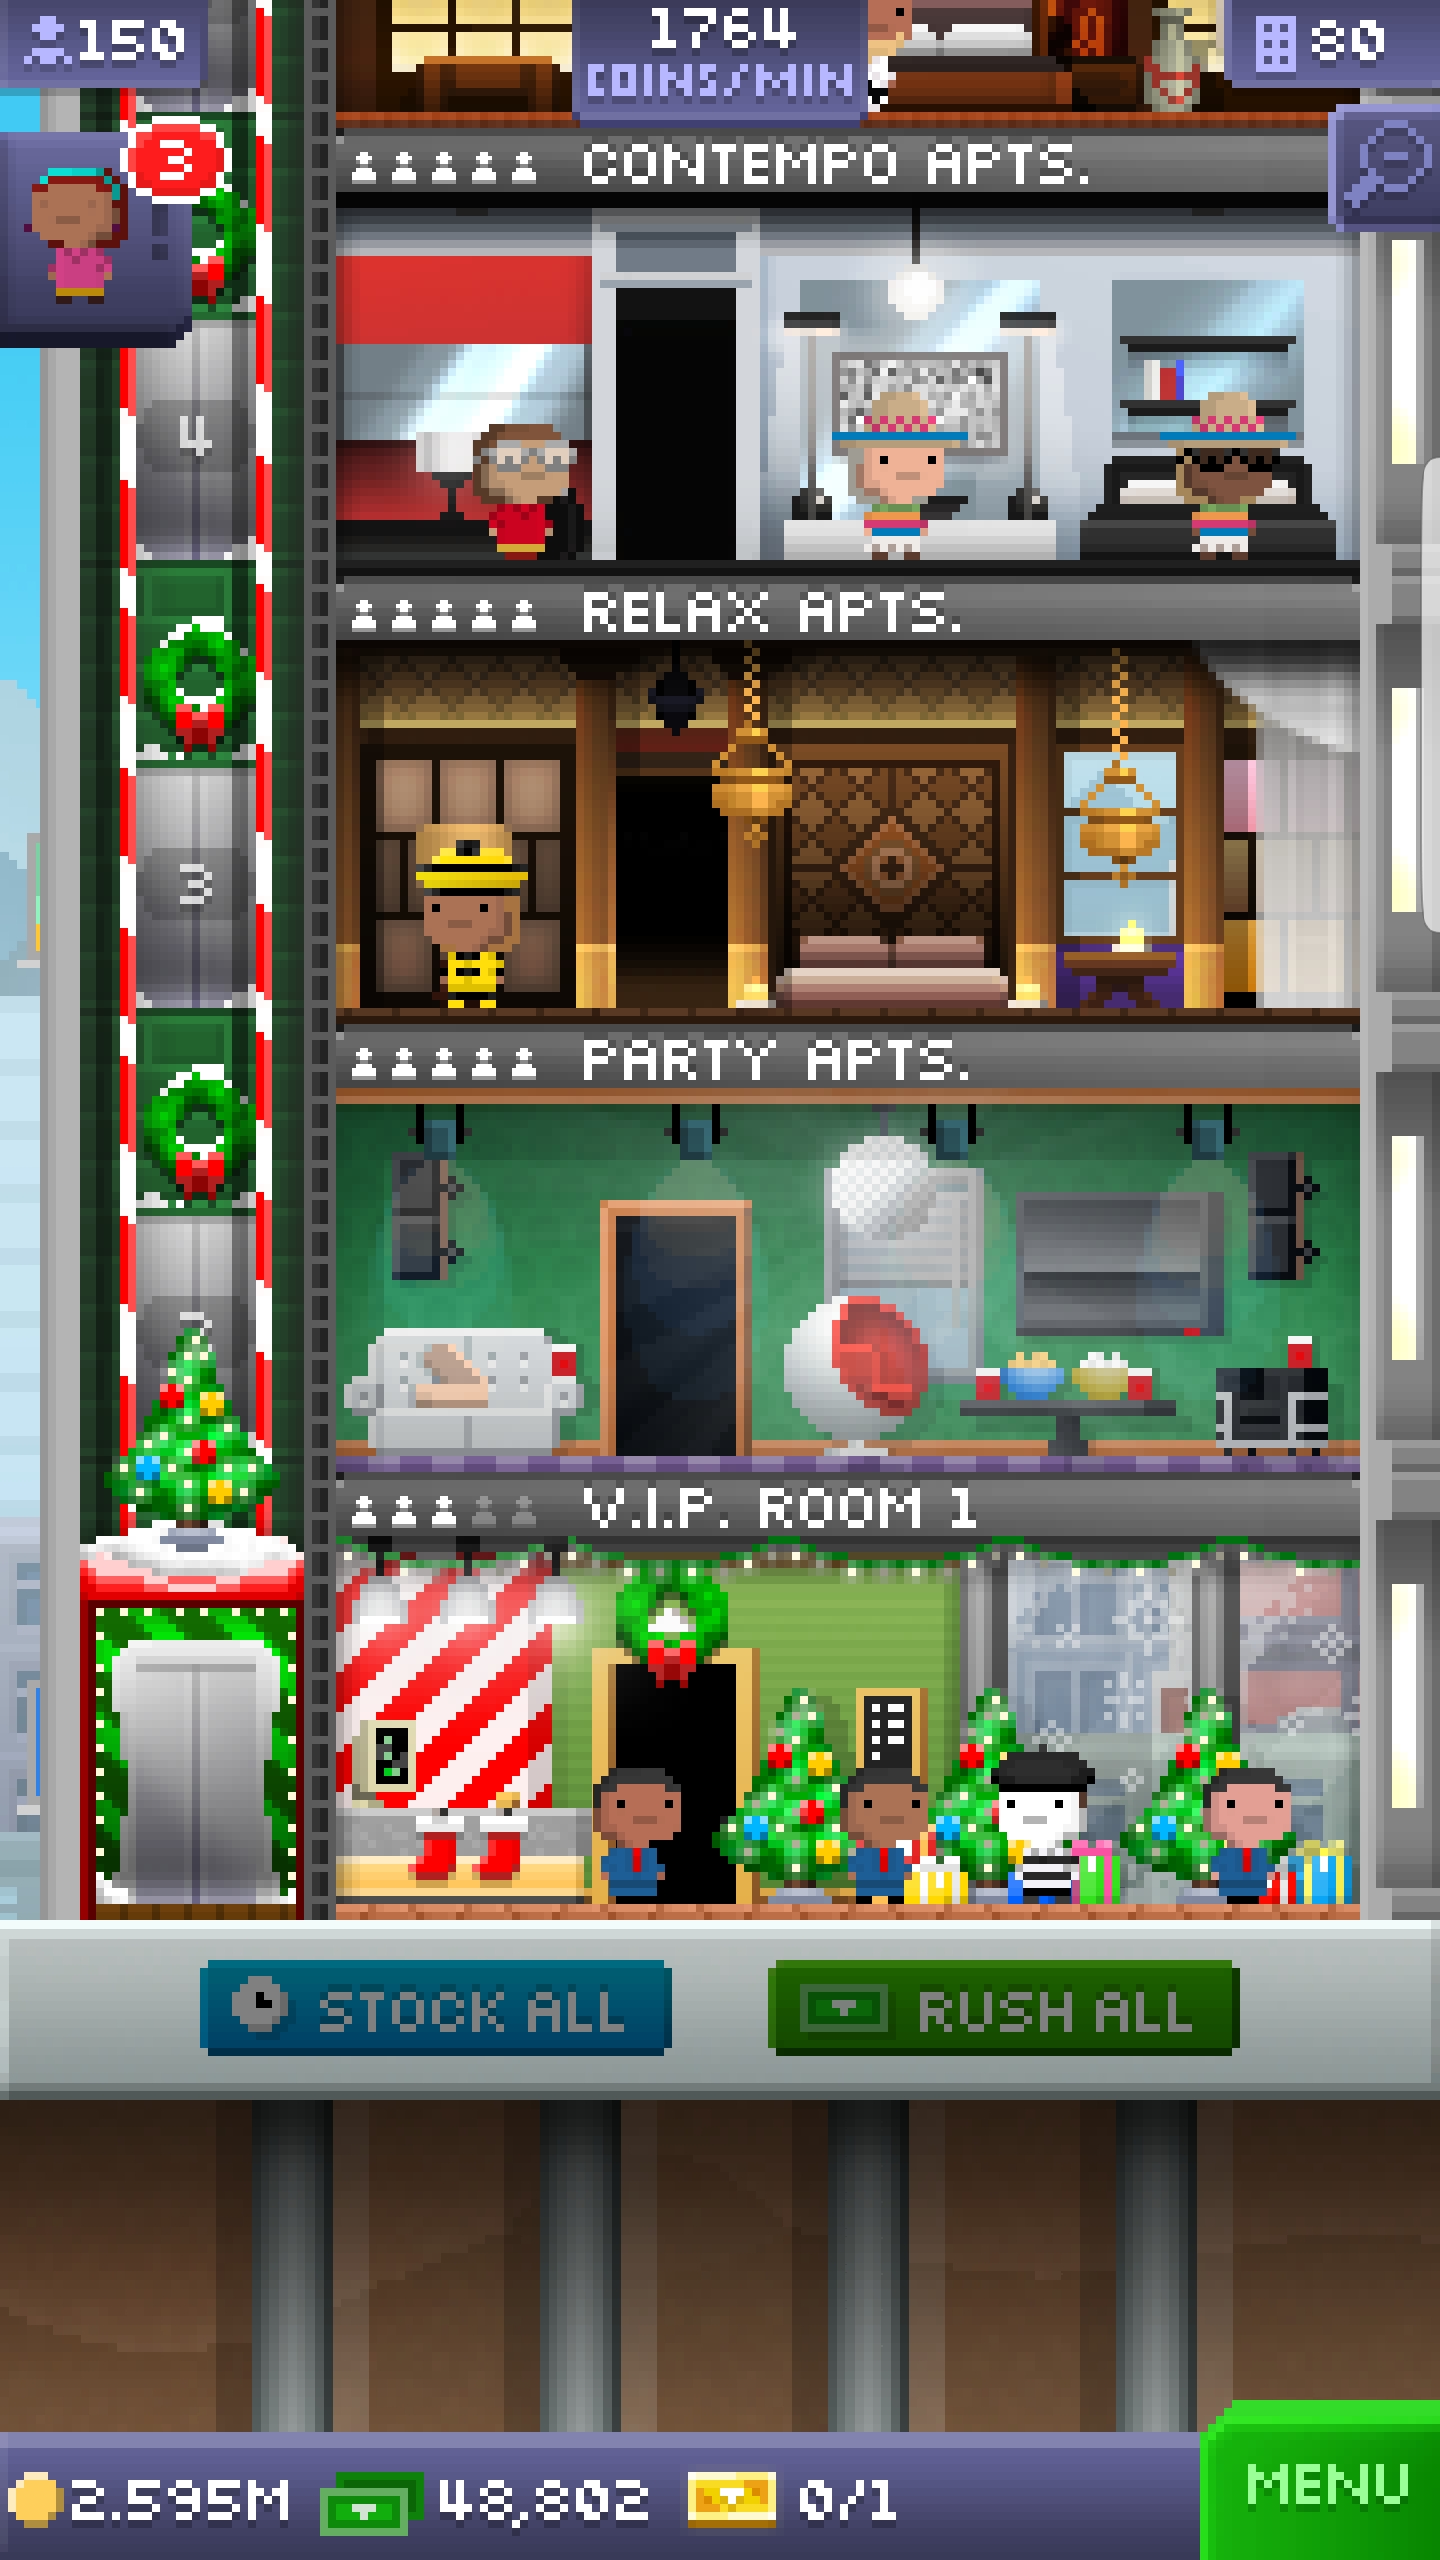 150
1764
COINS/MIN
80
3
CONTEMPO APTS.
4
RELAX APTS.
3
PARTY APTS.
V.I.P. ROOM 1
STOCK ALL
RUSH ALL
2.595M
48,802
0/1
MENU